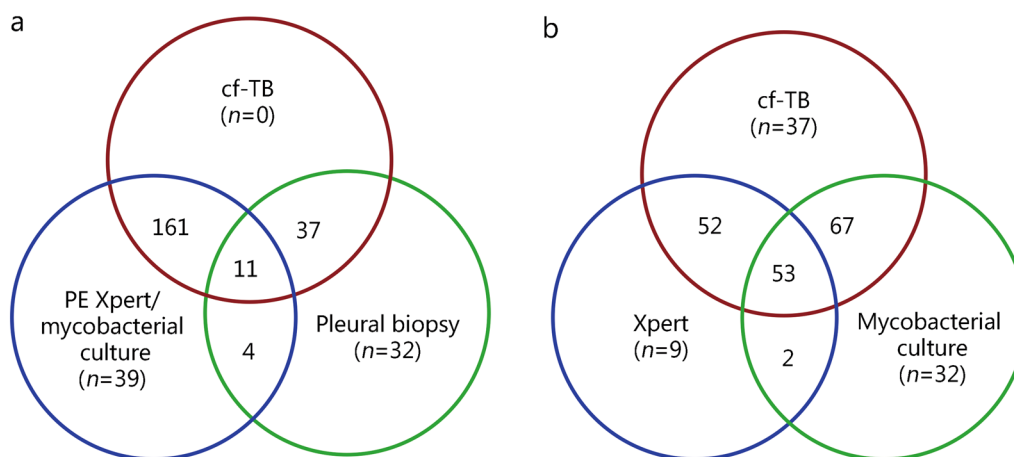 a
cf-TB
(n=0)
161
37
11
PE Xpert/
mycobacterial
culture
(n=39)
Pleural biopsy
(n=32)
4
b
cf-TB
(n=37)
52
67
53
Xpert
(n=9)
Mycobacterial
culture
(n=32)
2